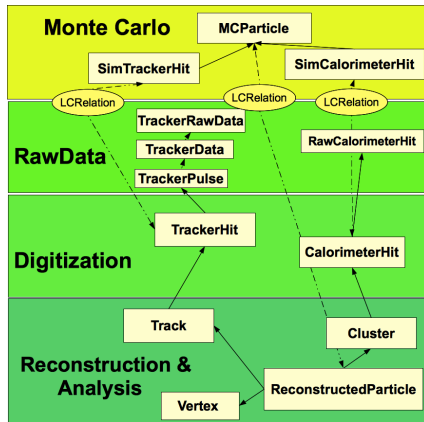 Monte Carlo
MCParticle
SimTrackerHit
SimCalorimeterHit
LCRelation
LCRelation
LCRelation
TrackerRawData
RawData
TrackerData
RawCalorimeterHit
TrackerPulse
TrackerHit
Digitization
CalorimeterHit
Track
Cluster
Reconstruction &
Analysis
ReconstructedParticle
Vertex